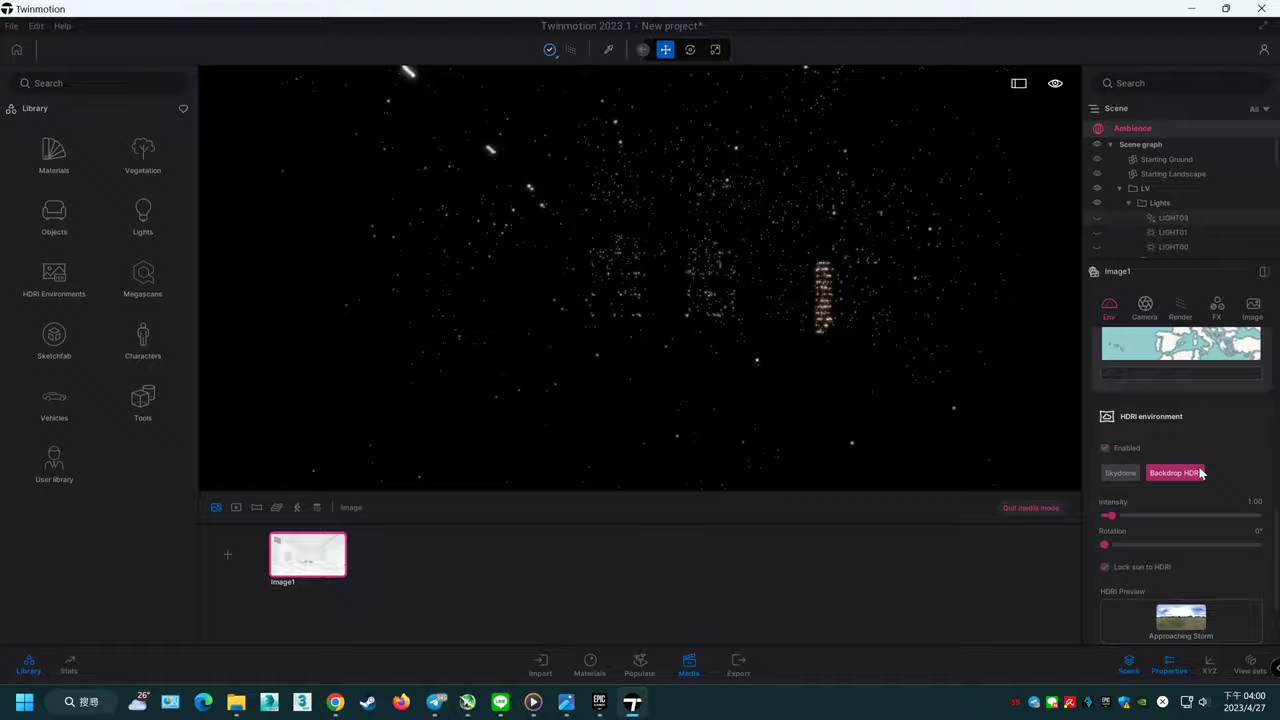 Twinmotion
File Edit Help
Twinmotion 2023.1 - New project*
Search
Library
Materials
Vegetation
Objects
Lights
HDRI Environments
Megascans
Sketchfab
Characters
Vehicles
Tools
User library
Image
Quit media mode
Image1
Search
Scene
All
Ambience
Scene graph
Starting Ground
Starting Landscape
LV
Lights
LIGHT03
LIGHT01
LIGHT00
Image1
Env Camera Render FX Image
HDRI environment
Enabled
Skydome Backdrop HDRI
Intensity 1.00
Rotation 0°
Lock sun to HDRI
HDRI Preview
Approaching Storm
Library Stats Import Materials Populate Media Export Scens Properties XYZ View sets
搜尋
26°
EPIC
下午 04:00
2023/4/27